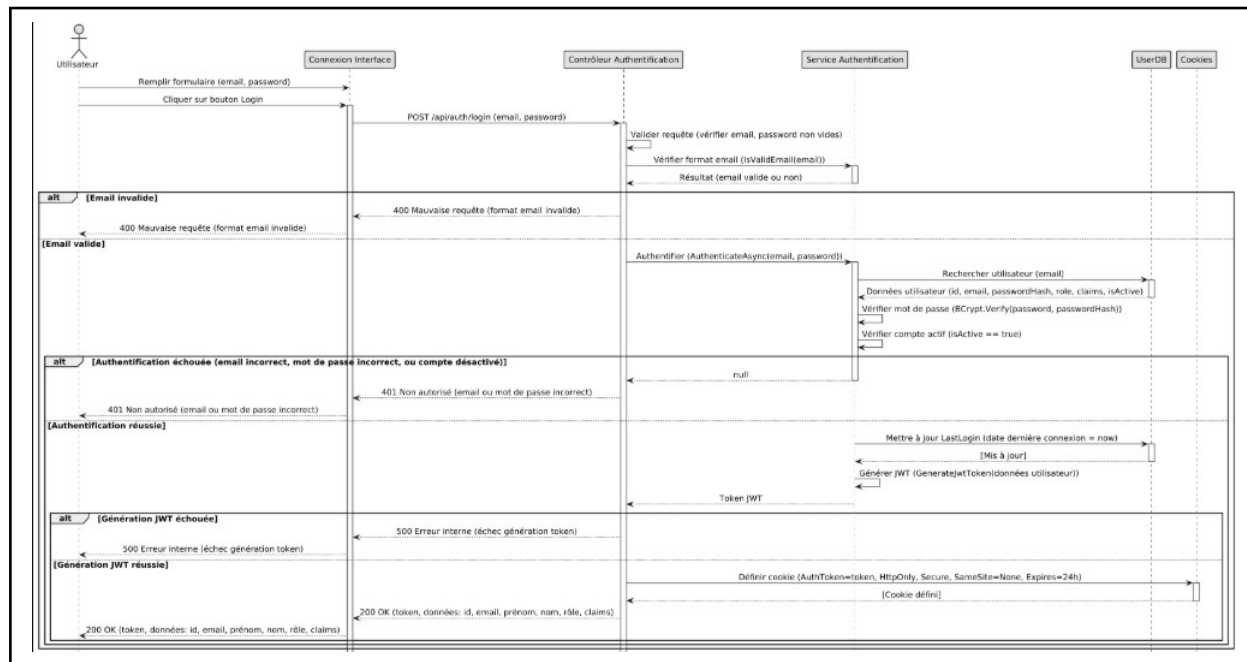 Utilisateur
Connexion Interface
Contrôleur Authentification
Service Authentification
UserDB
Cookies
Remplir formulaire (email, password)
Cliquer sur bouton Login
POST /api/auth/login (email, password)
Valider requête (vérifier email, password non vides)
Vérifier format email (IsValidEmail(email))
Résultat (email valide ou non)
alt [Email invalide]
400 Mauvaise requête (format email invalide)
400 Mauvaise requête (format email invalide)
[Email valide]
Authentifier (AuthenticateAsync(email, password))
Rechercher utilisateur (email)
Données utilisateur (id, email, passwordHash, role, claims, isActive)
Vérifier mot de passe (BCrypt.Verify(password, passwordHash))
Vérifier compte actif (isActive == true)
alt [Authentification échouée (email incorrect, mot de passe incorrect, ou compte désactivé)]
null
401 Non autorisé (email ou mot de passe incorrect)
401 Non autorisé (email ou mot de passe incorrect)
[Authentification réussie]
Mettre à jour LastLogin (date dernière connexion = now)
[Mis à jour]
Générer JWT (GenerateJwtToken(données utilisateur))
Token JWT
alt [Génération JWT échouée]
500 Erreur interne (échec génération token)
500 Erreur interne (échec génération token)
[Génération JWT réussie]
Définir cookie (AuthToken=token, HttpOnly, Secure, SameSite=None, Expires=24h)
[Cookie défini]
200 OK (token, données: id, email, prénom, nom, rôle, claims)
200 OK (token, données: id, email, prénom, nom, rôle, claims)